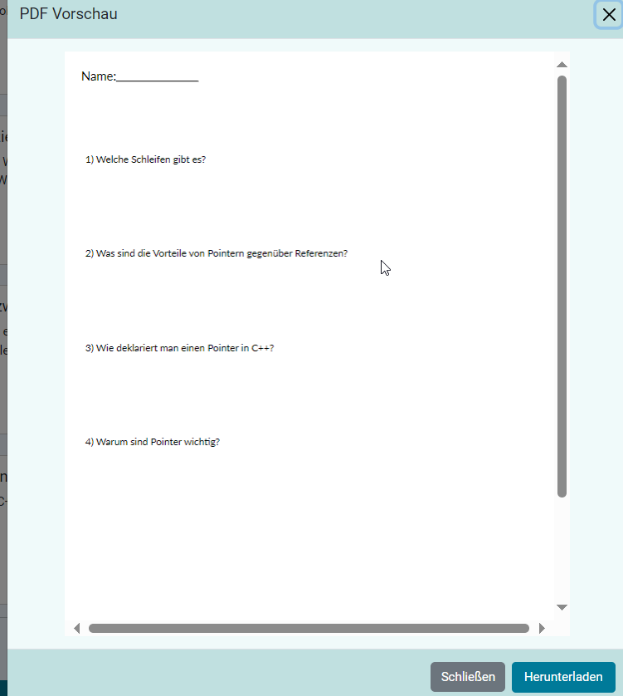 PDF Vorschau
Name:______________
1) Welche Schleifen gibt es?
2) Was sind die Vorteile von Pointern gegenüber Referenzen?
3) Wie deklariert man einen Pointer in C++?
4) Warum sind Pointer wichtig?
Schließen Herunterladen